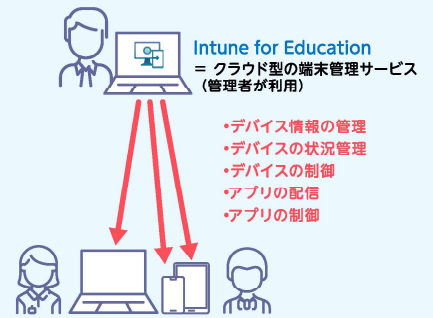 Intune for Education
＝ クラウド型の端末管理サービス
（管理者が利用）
•デバイス情報の管理
•デバイスの状況管理
•デバイスの制御
•アプリの配信
•アプリの制御